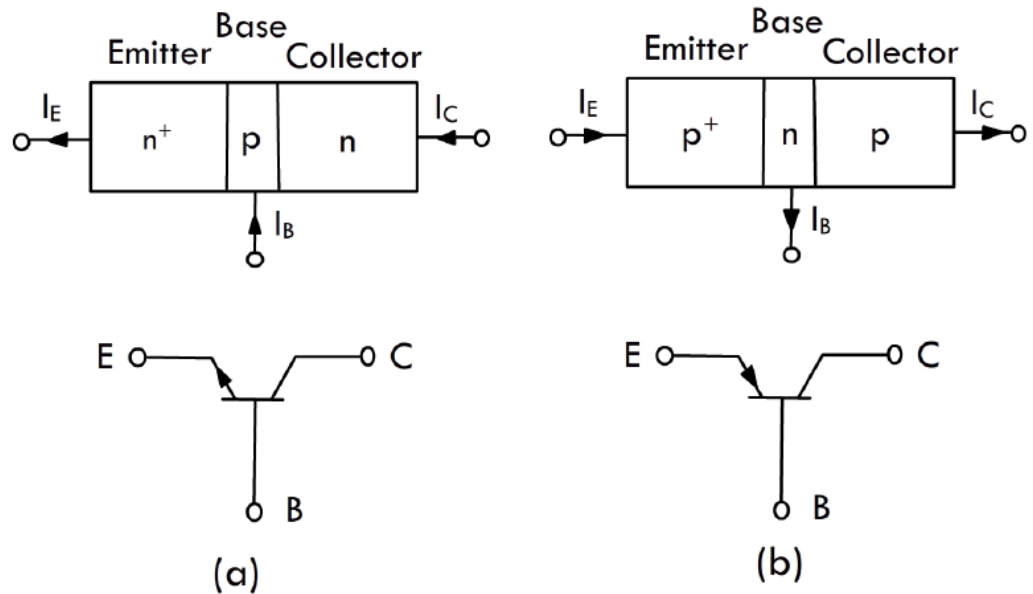 Base
Emitter Collector
I_E n⁺ p n I_C
I_B
E C
B
(a)
Base
Emitter Collector
I_E p⁺ n p I_C
I_B
E C
B
(b)